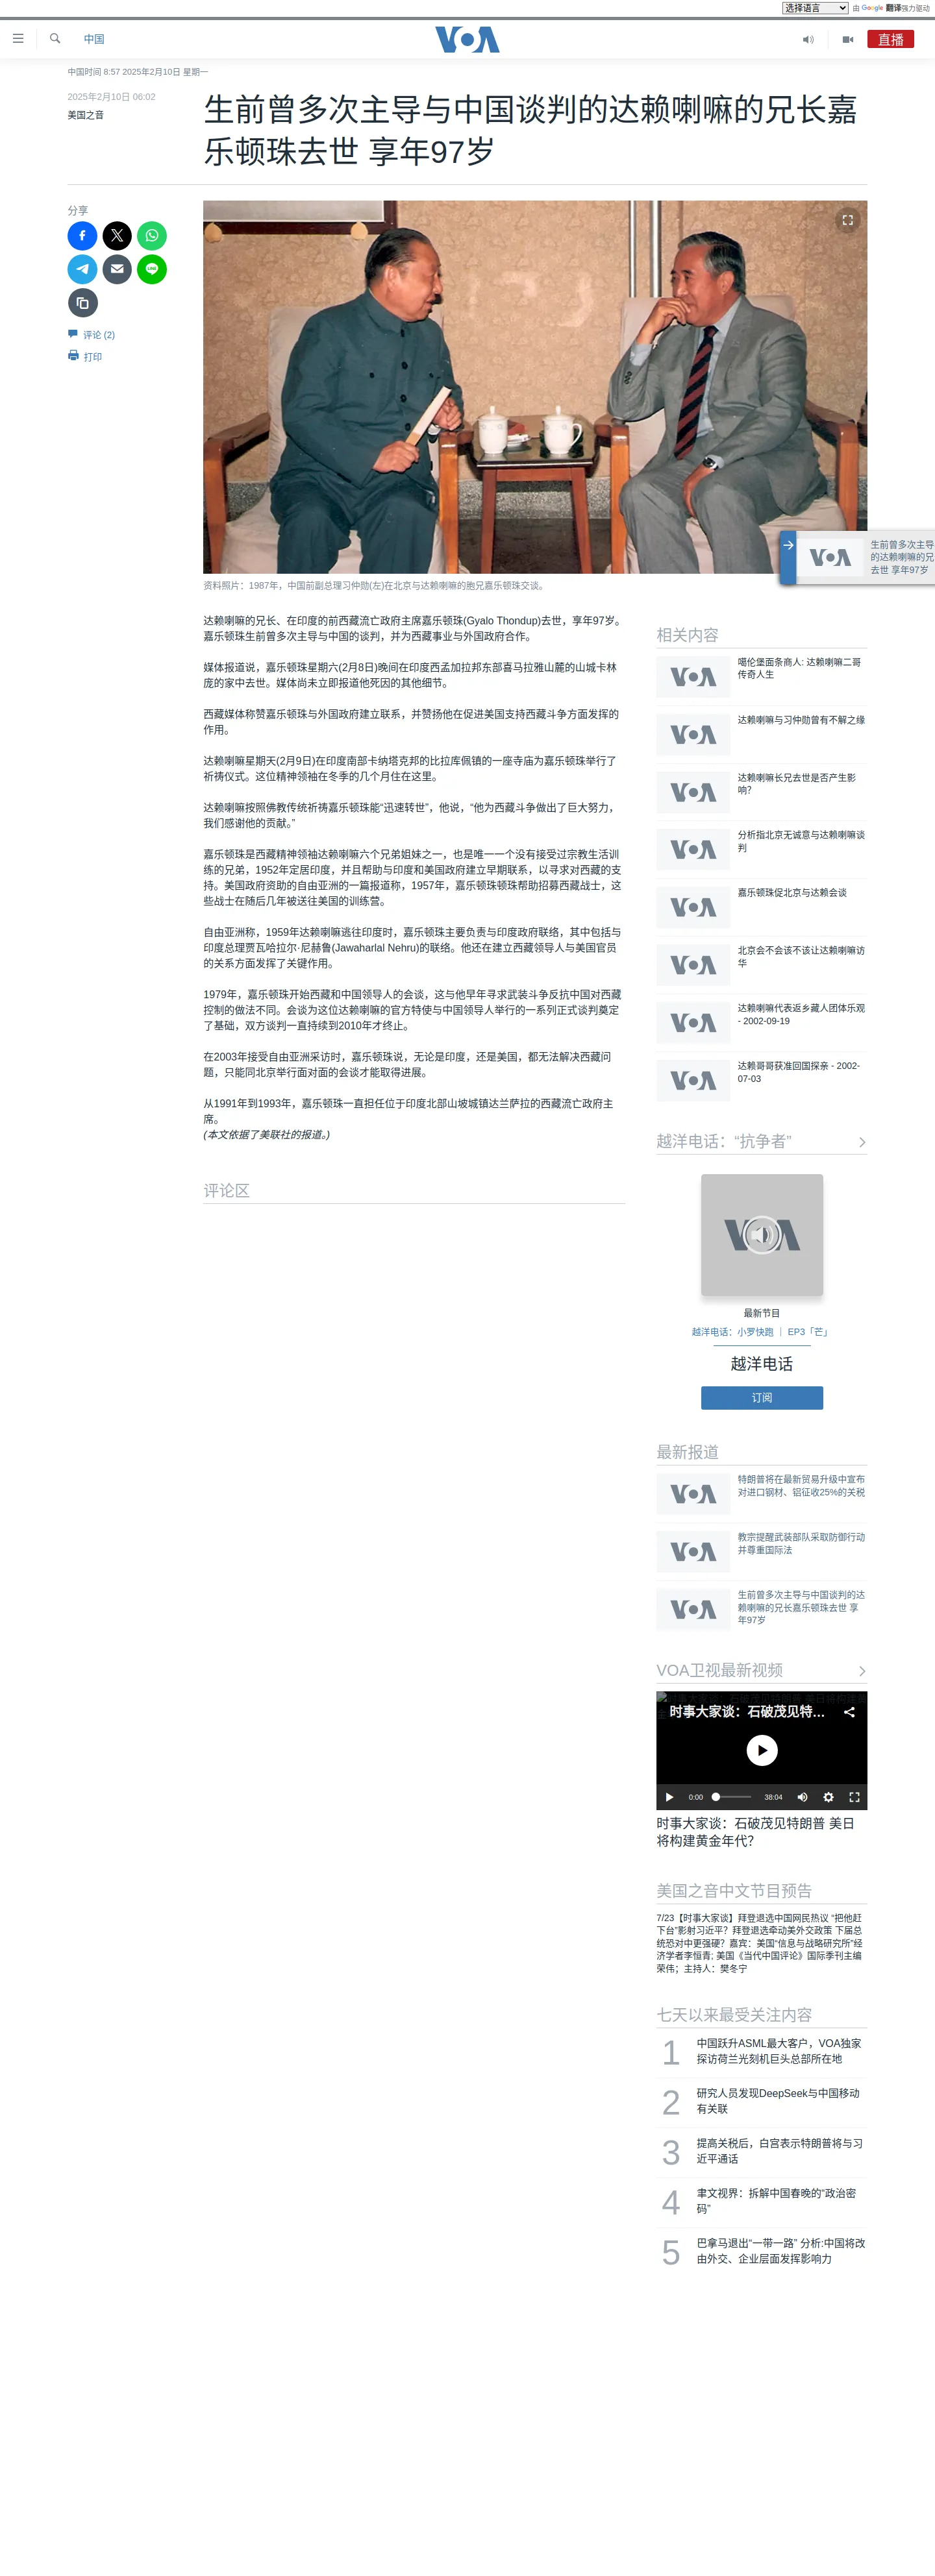 选择语言 由 Google 翻译强力驱动
中国
VOA
直播
中国时间 8:57 2025年2月10日 星期一
2025年2月10日 06:02
美国之音
生前曾多次主导与中国谈判的达赖喇嘛的兄长嘉
乐顿珠去世 享年97岁
分享
评论 (2)
打印
生前曾多次主导
的达赖喇嘛的兄
去世 享年97岁
资料照片：1987年，中国前副总理习仲勋(左)在北京与达赖喇嘛的胞兄嘉乐顿珠交谈。
达赖喇嘛的兄长、在印度的前西藏流亡政府主席嘉乐顿珠(Gyalo Thondup)去世，享年97岁。
嘉乐顿珠生前曾多次主导与中国的谈判，并为西藏事业与外国政府合作。
媒体报道说，嘉乐顿珠星期六(2月8日)晚间在印度西孟加拉邦东部喜马拉雅山麓的山城卡林
庞的家中去世。媒体尚未立即报道他死因的其他细节。
西藏媒体称赞嘉乐顿珠与外国政府建立联系，并赞扬他在促进美国支持西藏斗争方面发挥的
作用。
达赖喇嘛星期天(2月9日)在印度南部卡纳塔克邦的比拉库佩镇的一座寺庙为嘉乐顿珠举行了
祈祷仪式。这位精神领袖在冬季的几个月住在这里。
达赖喇嘛按照佛教传统祈祷嘉乐顿珠能“迅速转世”，他说，“他为西藏斗争做出了巨大努力，
我们感谢他的贡献。”
嘉乐顿珠是西藏精神领袖达赖喇嘛六个兄弟姐妹之一，也是唯一一个没有接受过宗教生活训
练的兄弟，1952年定居印度，并且帮助与印度和美国政府建立早期联系，以寻求对西藏的支
持。美国政府资助的自由亚洲的一篇报道称，1957年，嘉乐顿珠顿珠帮助招募西藏战士，这
些战士在随后几年被送往美国的训练营。
自由亚洲称，1959年达赖喇嘛逃往印度时，嘉乐顿珠主要负责与印度政府联络，其中包括与
印度总理贾瓦哈拉尔·尼赫鲁(Jawaharlal Nehru)的联络。他还在建立西藏领导人与美国官员
的关系方面发挥了关键作用。
1979年，嘉乐顿珠开始西藏和中国领导人的会谈，这与他早年寻求武装斗争反抗中国对西藏
控制的做法不同。会谈为这位达赖喇嘛的官方特使与中国领导人举行的一系列正式谈判奠定
了基础，双方谈判一直持续到2010年才终止。
在2003年接受自由亚洲采访时，嘉乐顿珠说，无论是印度，还是美国，都无法解决西藏问
题，只能同北京举行面对面的会谈才能取得进展。
从1991年到1993年，嘉乐顿珠一直担任位于印度北部山坡城镇达兰萨拉的西藏流亡政府主
席。
(本文依据了美联社的报道。)
评论区
相关内容
噶伦堡面条商人: 达赖喇嘛二哥
传奇人生
达赖喇嘛与习仲勋曾有不解之缘
达赖喇嘛长兄去世是否产生影
响?
分析指北京无诚意与达赖喇嘛谈
判
嘉乐顿珠促北京与达赖会谈
北京会不会该不该让达赖喇嘛访
华
达赖喇嘛代表返乡藏人团体乐观
- 2002-09-19
达赖哥哥获准回国探亲 - 2002-
07-03
越洋电话：“抗争者”
最新节目
越洋电话：小罗快跑 ｜ EP3「芒」
越洋电话
订阅
最新报道
特朗普将在最新贸易升级中宣布
对进口钢材、铝征收25%的关税
教宗提醒武装部队采取防御行动
并尊重国际法
生前曾多次主导与中国谈判的达
赖喇嘛的兄长嘉乐顿珠去世 享
年97岁
VOA卫视最新视频
时事大家谈：石破茂见特…
0:00 38:04
时事大家谈：石破茂见特朗普 美日
将构建黄金年代？
美国之音中文节目预告
7/23【时事大家谈】拜登退选中国网民热议 “把他赶
下台”影射习近平？拜登退选牵动美外交政策 下届总
统恐对中更强硬？嘉宾：美国“信息与战略研究所”经
济学者李恒青; 美国《当代中国评论》国际季刊主编
荣伟；主持人：樊冬宁
七天以来最受关注内容
1 中国跃升ASML最大客户，VOA独家
探访荷兰光刻机巨头总部所在地
2 研究人员发现DeepSeek与中国移动
有关联
3 提高关税后，白宫表示特朗普将与习
近平通话
4 聿文视界：拆解中国春晚的“政治密
码”
5 巴拿马退出“一带一路” 分析:中国将改
由外交、企业层面发挥影响力